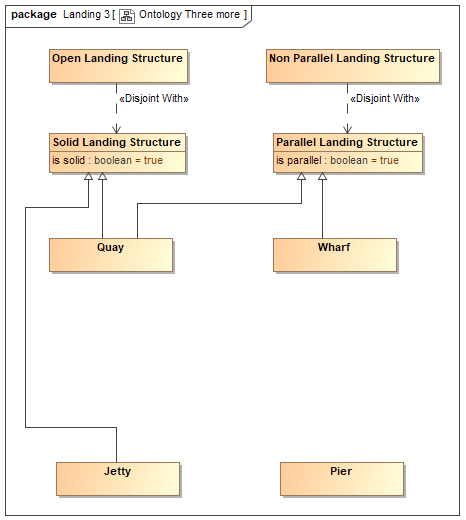 package Landing 3 [ Ontology Three more ]
Open Landing Structure Non Parallel Landing Structure
«Disjoint With» «Disjoint With»
Solid Landing Structure Parallel Landing Structure
is solid : boolean = true is parallel : boolean = true
Quay Wharf
Jetty Pier